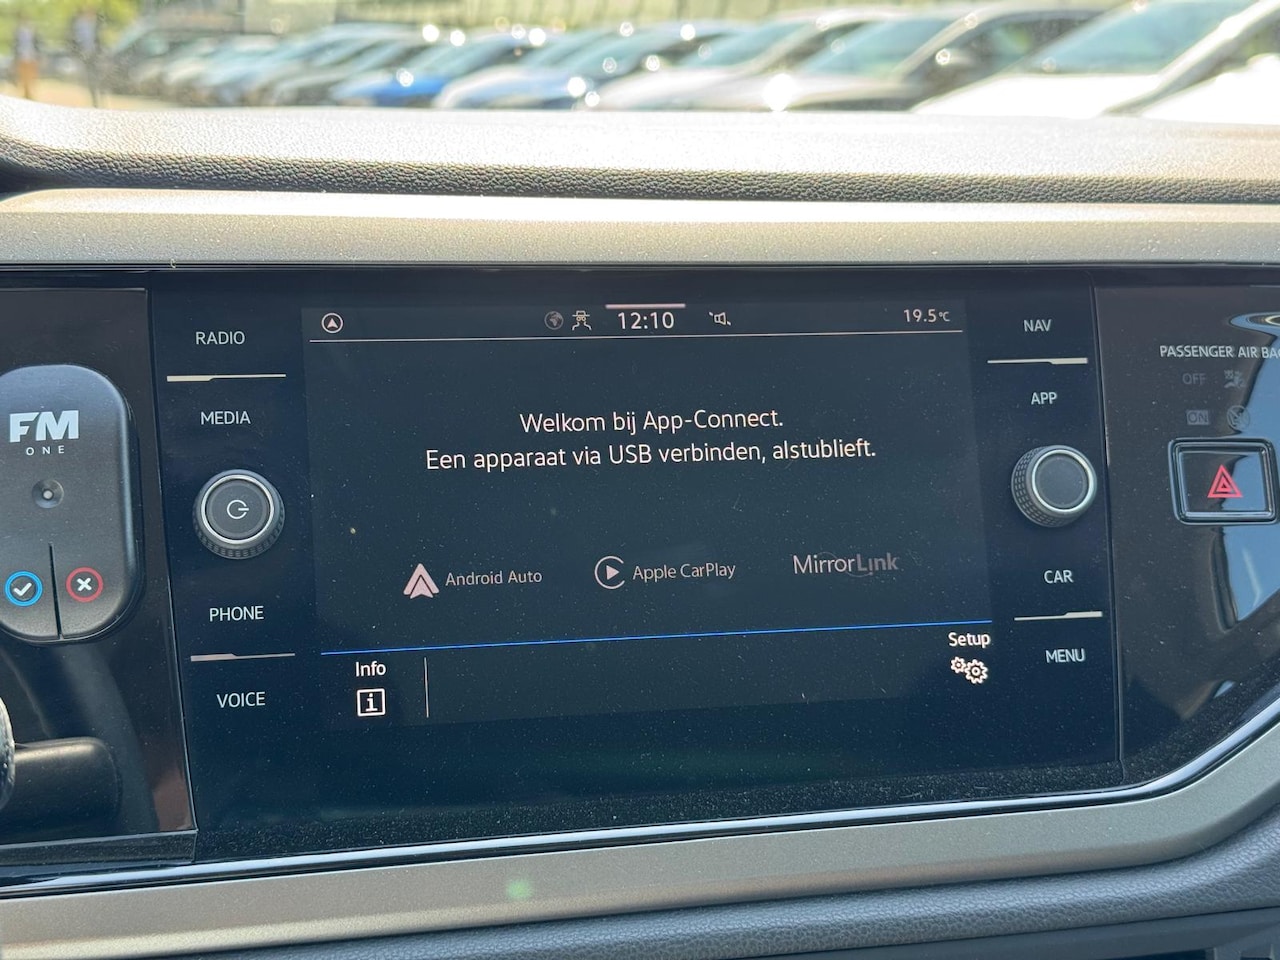 RADIO
MEDIA
PHONE
VOICE
FM
ONE
12:10
19.5°C
Welkom bij App-Connect.
Een apparaat via USB verbinden, alstublieft.
Android Auto
Apple CarPlay
MirrorLink
Info
i
Setup
NAV
APP
CAR
MENU
PASSENGER AIR BAG
OFF
ON